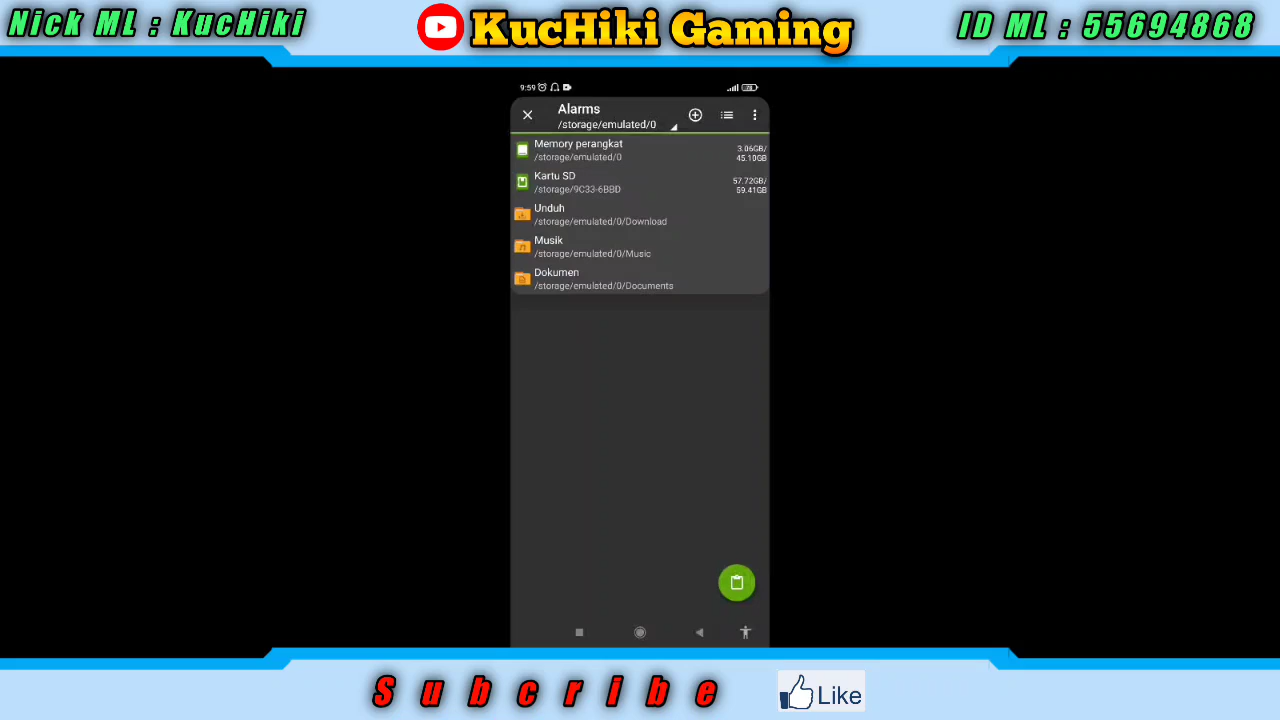 Nick ML : KucHiki
KucHiki Gaming
ID ML : 55694868
9:59
Alarms
/storage/emulated/0
Memory perangkat
/storage/emulated/0
3.06GB/
45.10GB
Kartu SD
/storage/9C33-6BBD
57.72GB/
59.41GB
Unduh
/storage/emulated/0/Download
Musik
/storage/emulated/0/Music
Dokumen
/storage/emulated/0/Documents
Subcribe
Like